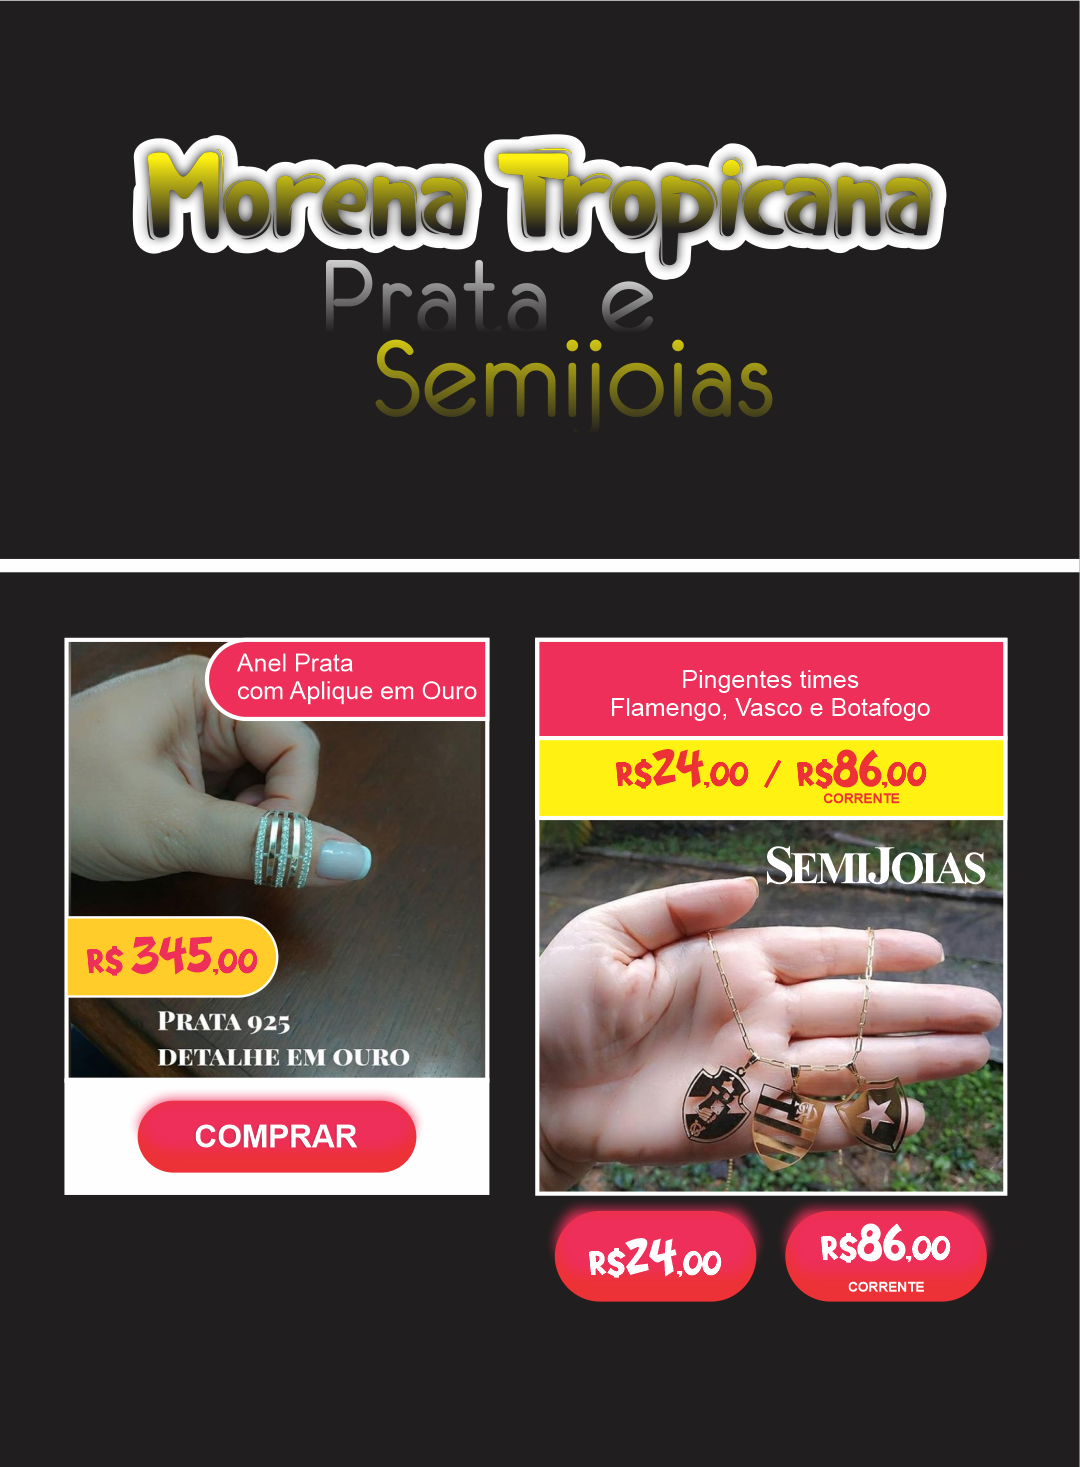 Morena Tropicana
Prata e
Semijoias
Anel Prata
com Aplique em Ouro
R$ 345,00
PRATA 925
DETALHE EM OURO
COMPRAR
Pingentes times
Flamengo, Vasco e Botafogo
R$24,00 / R$86,00
CORRENTE
SEMIJOIAS
R$24,00
R$86,00
CORRENTE